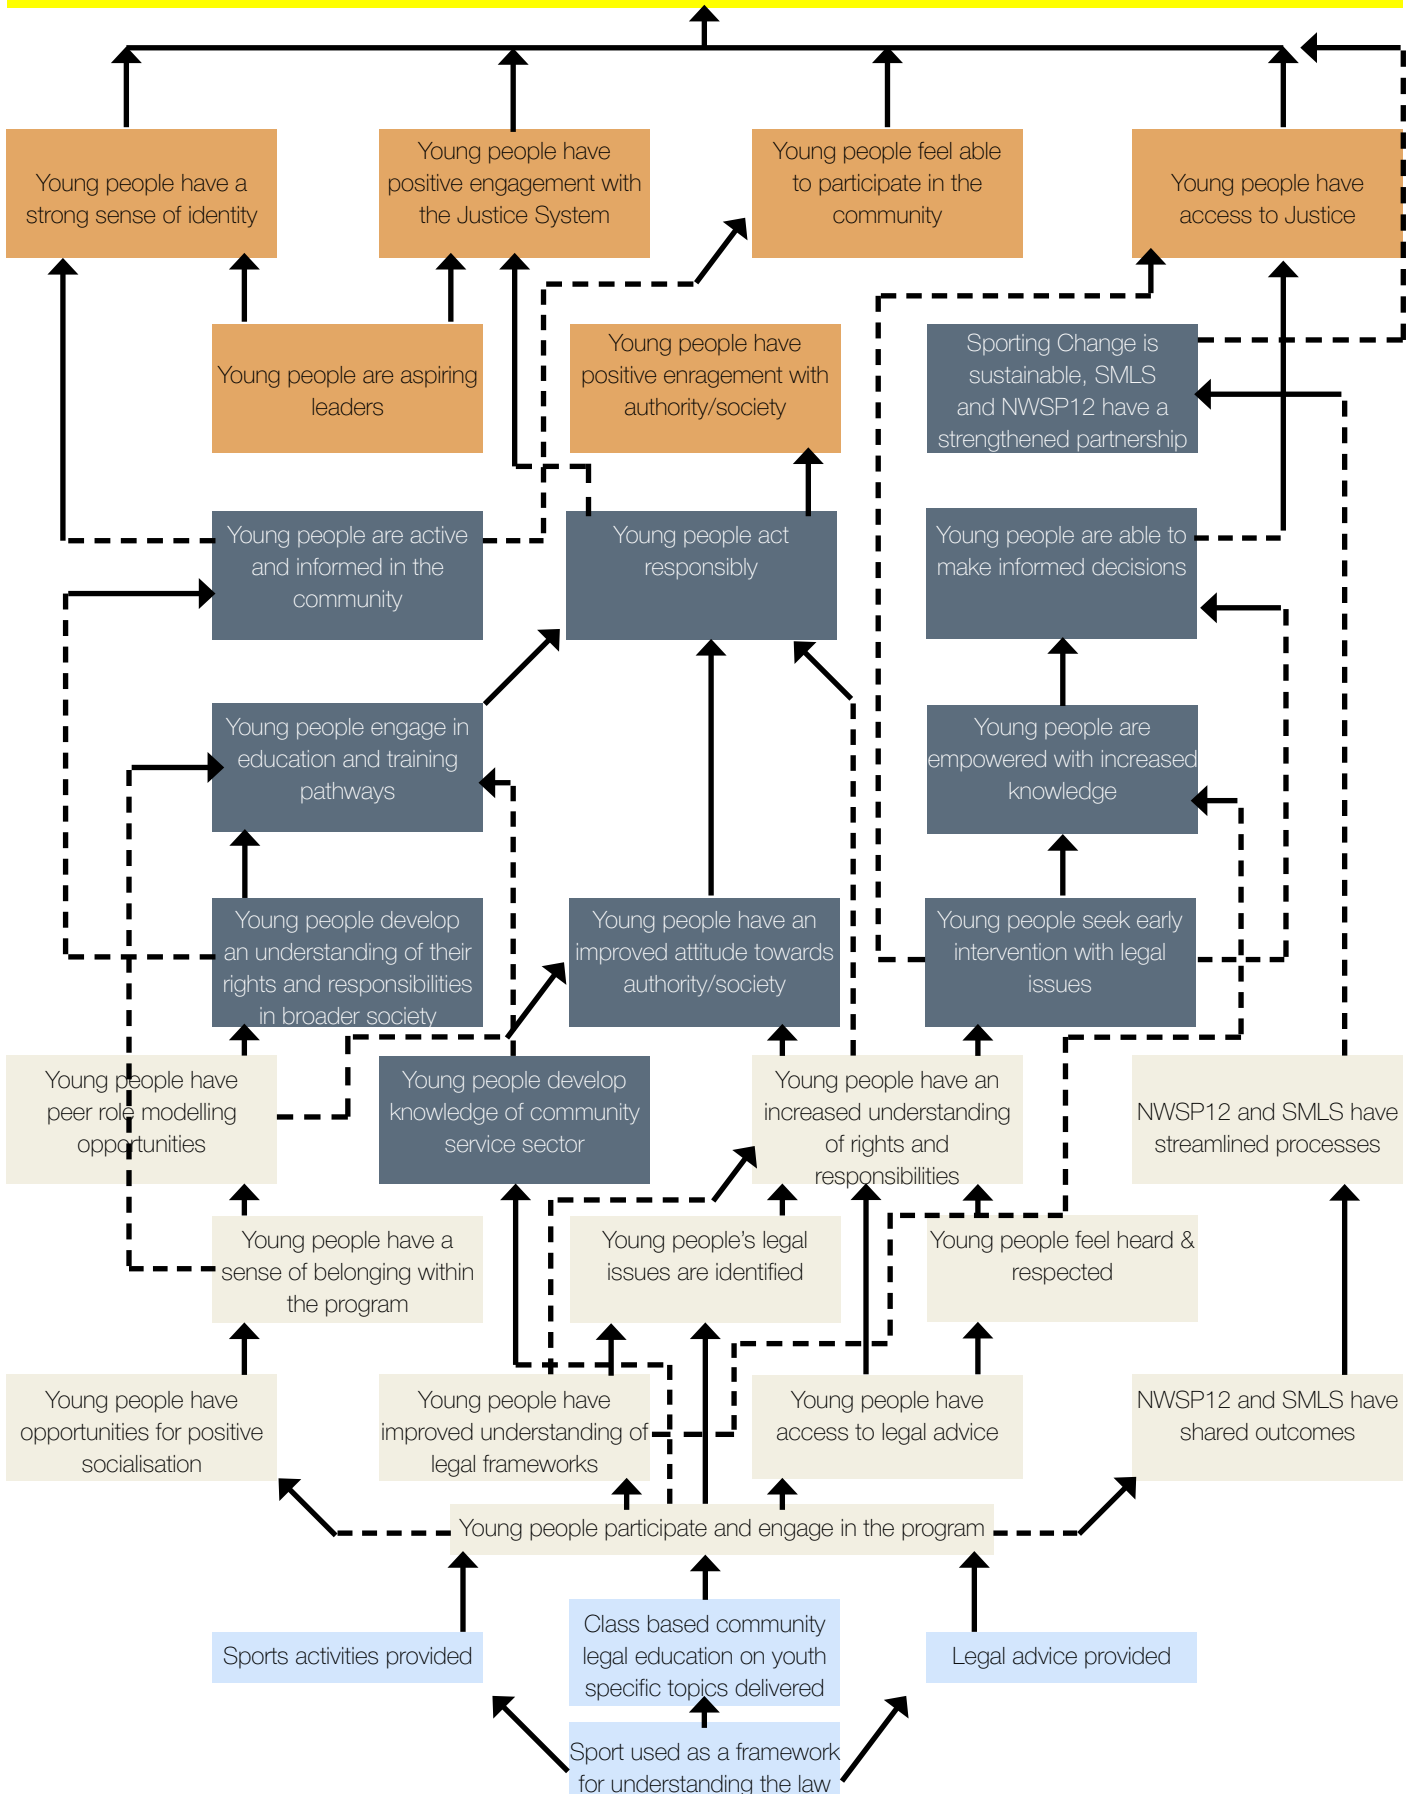 Young people have a
strong sense of identity
Young people have
positive engagement with
the Justice System
Young people feel able
to participate in the
community
Young people have
access to Justice
Young people are aspiring
leaders
Young people have
positive enragement with
authority/society
Sporting Change is
sustainable, SMLS
and NWSP12 have a
strengthened partnership
Young people are active
and informed in the
community
Young people act
responsibly
Young people are able to
make informed decisions
Young people engage in
education and training
pathways
Young people are
empowered with increased
knowledge
Young people develop
an understanding of their
rights and responsibilities
in broader society
Young people have an
improved attitude towards
authority/society
Young people seek early
intervention with legal
issues
Young people have
peer role modelling
opportunities
Young people develop
knowledge of community
service sector
Young people have an
increased understanding
of rights and
responsibilities
NWSP12 and SMLS have
streamlined processes
Young people have a
sense of belonging within
the program
Young people's legal
issues are identified
Young people feel heard &
respected
Young people have
opportunities for positive
socialisation
Young people have
improved understanding of
legal frameworks
Young people have
access to legal advice
NWSP12 and SMLS have
shared outcomes
Young people participate and engage in the program
Sports activities provided
Class based community
legal education on youth
specific topics delivered
Legal advice provided
Sport used as a framework
for understanding the law